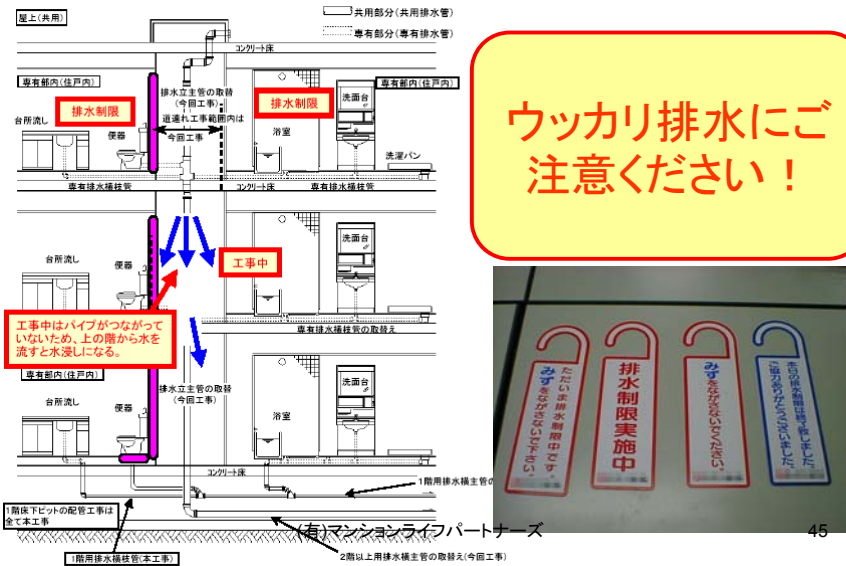 屋上(共用)
共用部分(共用排水管)
専有部分(専有排水管)
コンクリート床
専有部内(住戸内)
排水立主管の取替
(今回工事)
道連れ工事範囲内は
今回工事
排水制限
排水制限
専有部内(住戸内)
洗面台
台所流し
便器
浴室
洗濯パン
専有排水横枝管
コンクリート床
専有排水横枝管
台所流し
便器
工事中
洗面台
工事中はパイプがつながって
いないため、上の階から水を
流すと水浸しになる。
専有排水横枝管の取替え
専有部内(住戸内)
台所流し
便器
排水立主管の取替
(今回工事)
浴室
洗面台
コンクリート床
1階用排水横主管の
1階床下ピットの配管工事は
全て本工事
1階用排水横枝管(本工事)
2階以上用排水横主管の取替え(今回工事)
ウッカリ排水にご
注意ください！
ただいま排水制限中です。
みずをながさないで下さい。
排水制限実施中
みずをながさないでください。
本日の排水制限は終了致しました。
ご協力ありがとうございました。
(有)マンションライフパートナーズ
45